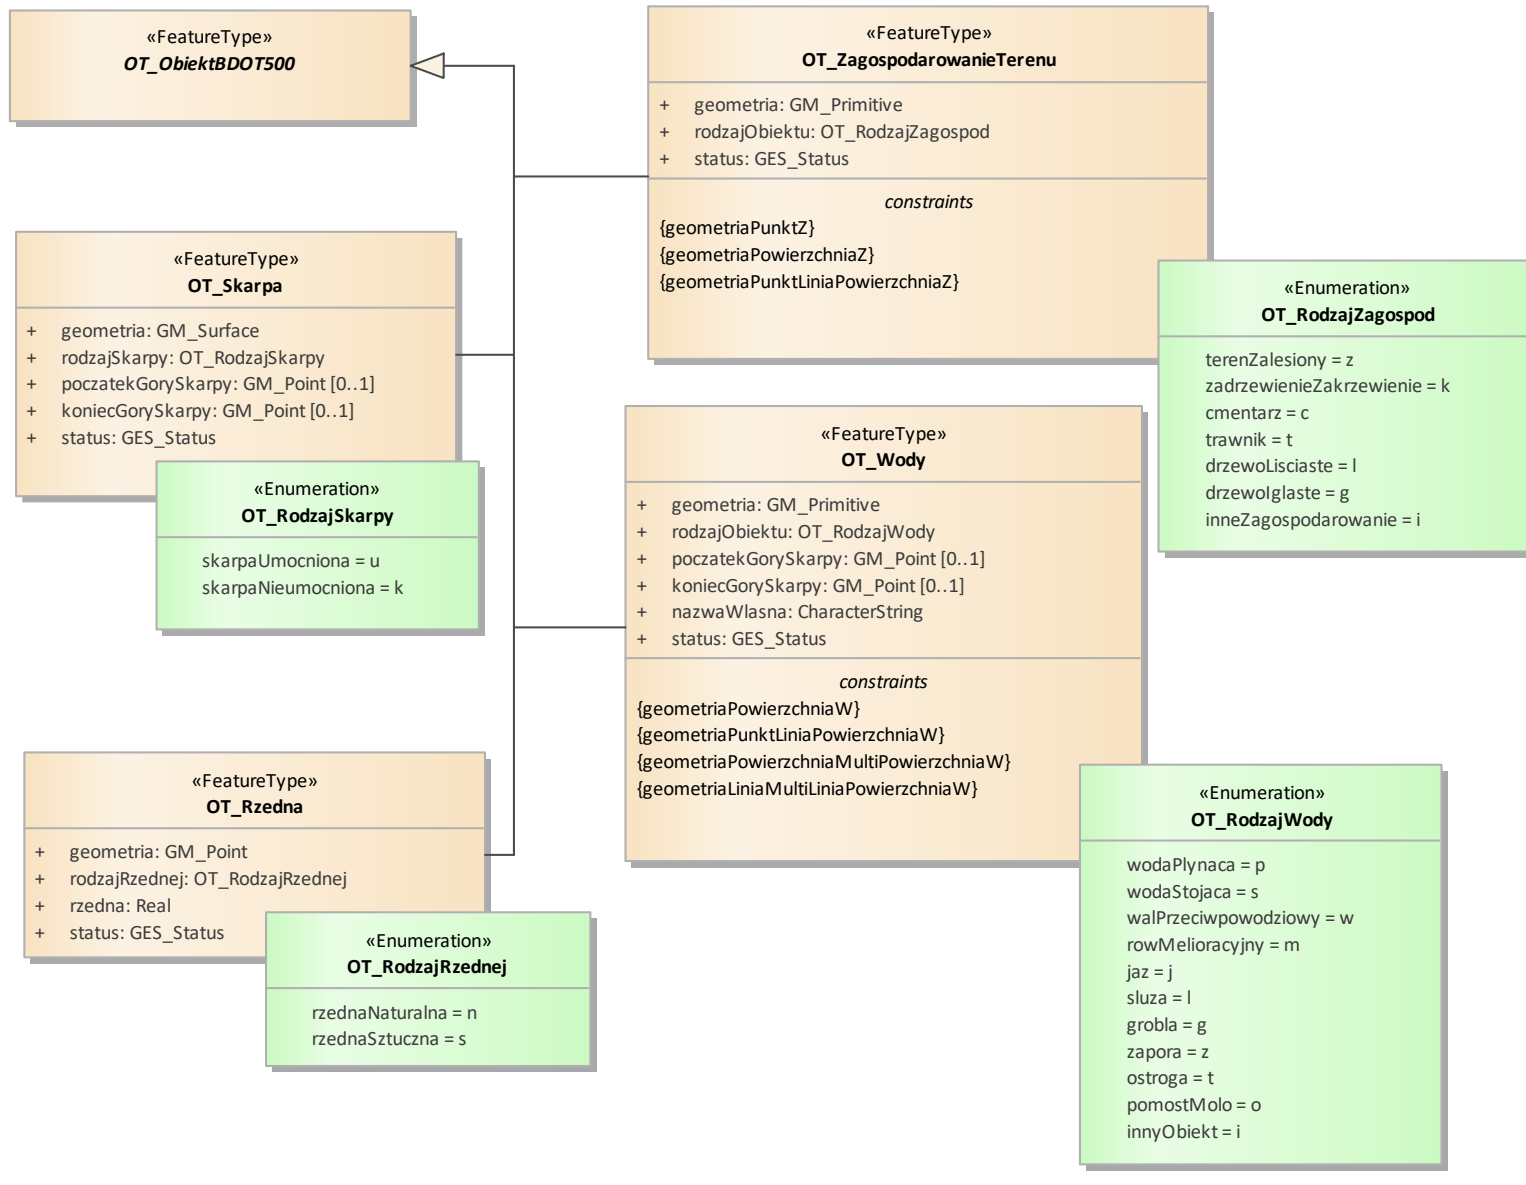 «FeatureType»
OT_ObiektBDOT500
«FeatureType»
OT_ZagospodarowanieTerenu
+ geometria: GM_Primitive
+ rodzajObiektu: OT_RodzajZagospod
+ status: GES_Status
constraints
{geometriaPunktZ}
{geometriaPowierzchniaZ}
{geometriaPunktLiniaPowierzchniaZ}
«Enumeration»
OT_RodzajZagospod
terenZalesiony = z
zadrzewienieZakrzewienie = k
cmentarz = c
trawnik = t
drzewoLisciaste = l
drzewoIglaste = g
inneZagospodarowanie = i
«FeatureType»
OT_Skarpa
+ geometria: GM_Surface
+ rodzajSkarpy: OT_RodzajSkarpy
+ poczatekGorySkarpy: GM_Point [0..1]
+ koniecGorySkarpy: GM_Point [0..1]
+ status: GES_Status
«Enumeration»
OT_RodzajSkarpy
skarpaUmocniona = u
skarpaNieumocniona = k
«FeatureType»
OT_Wody
+ geometria: GM_Primitive
+ rodzajObiektu: OT_RodzajWody
+ poczatekGorySkarpy: GM_Point [0..1]
+ koniecGorySkarpy: GM_Point [0..1]
+ nazwaWlasna: CharacterString
+ status: GES_Status
constraints
{geometriaPowierzchniaW}
{geometriaPunktLiniaPowierzchniaW}
{geometriaPowierzchniaMultiPowierzchniaW}
{geometriaLiniaMultiLiniaPowierzchniaW}
«Enumeration»
OT_RodzajWody
wodaPlynaca = p
wodaStojaca = s
walPrzeciwpowodziowy = w
rowMelioracyjny = m
jaz = j
sluza = l
grobla = g
zapora = z
ostroga = t
pomostMolo = o
innyObiekt = i
«FeatureType»
OT_Rzedna
+ geometria: GM_Point
+ rodzajRzednej: OT_RodzajRzednej
+ rzedna: Real
+ status: GES_Status
«Enumeration»
OT_RodzajRzednej
rzednaNaturalna = n
rzednaSztuczna = s